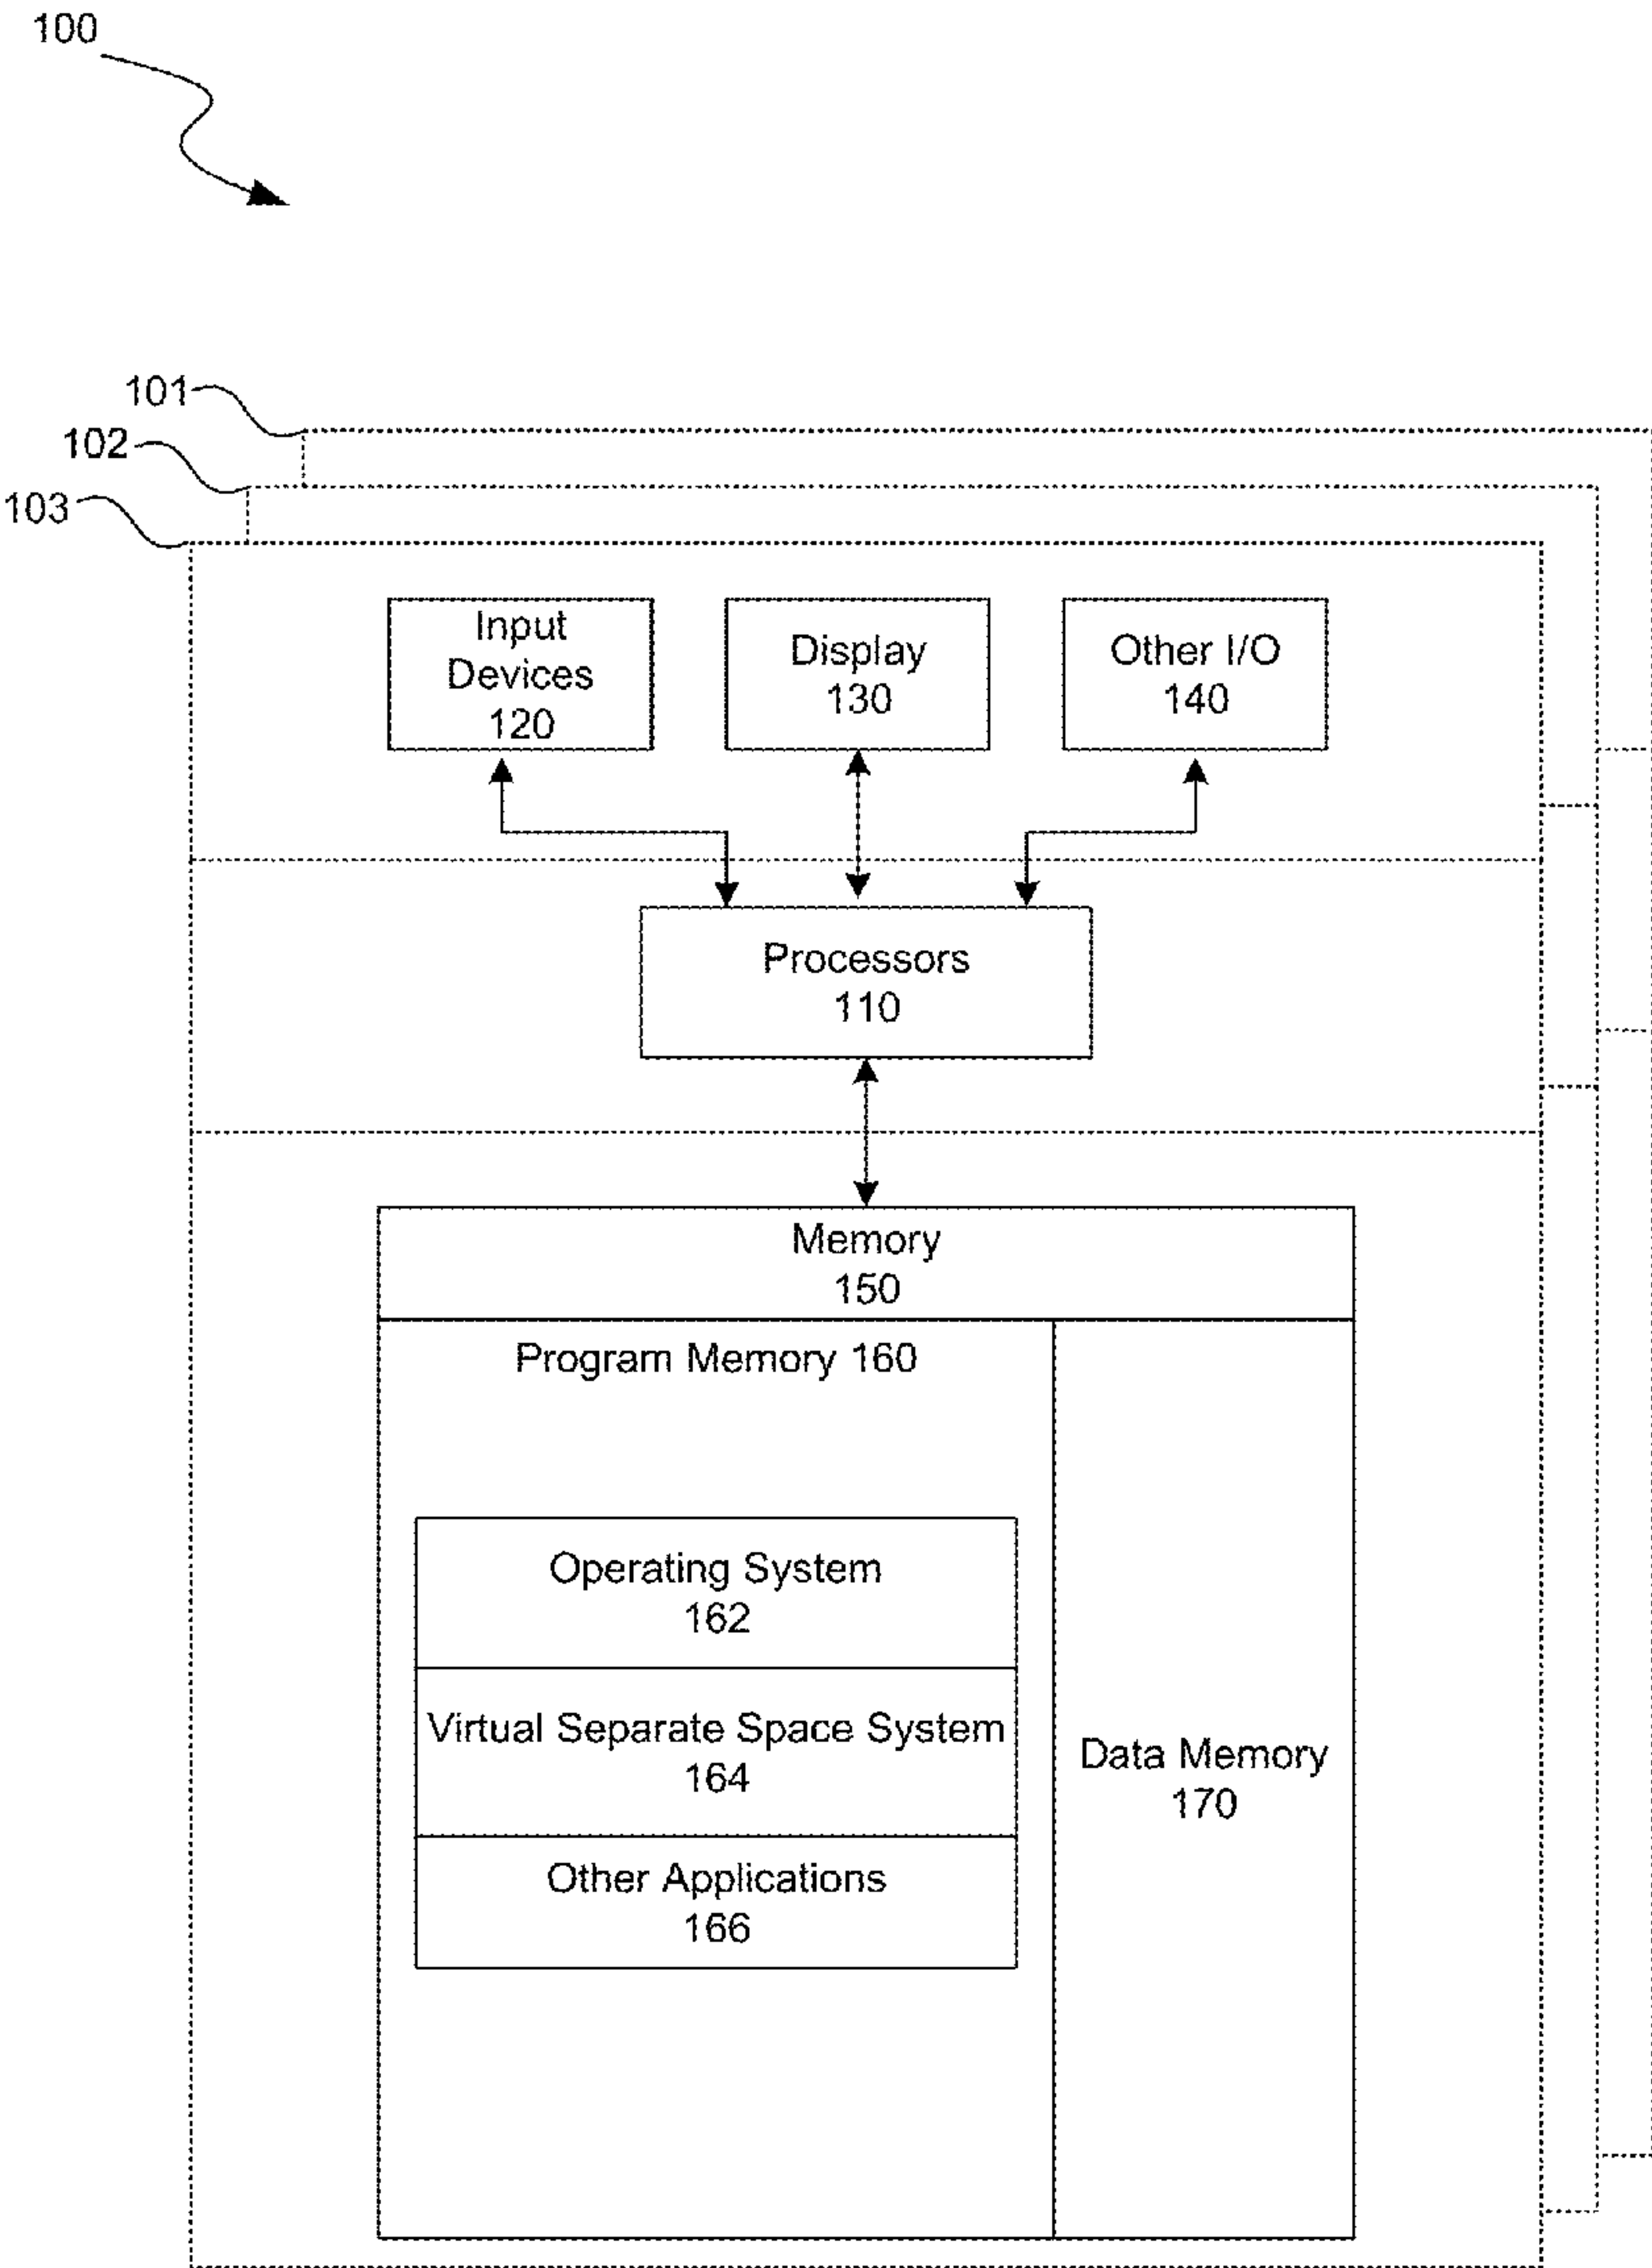 100
101
102
103
Input
Devices
120
Display
130
Other I/O
140
Processors
110
Memory
150
Program Memory 160
Operating System
162
Virtual Separate Space System
164
Other Applications
166
Data Memory
170